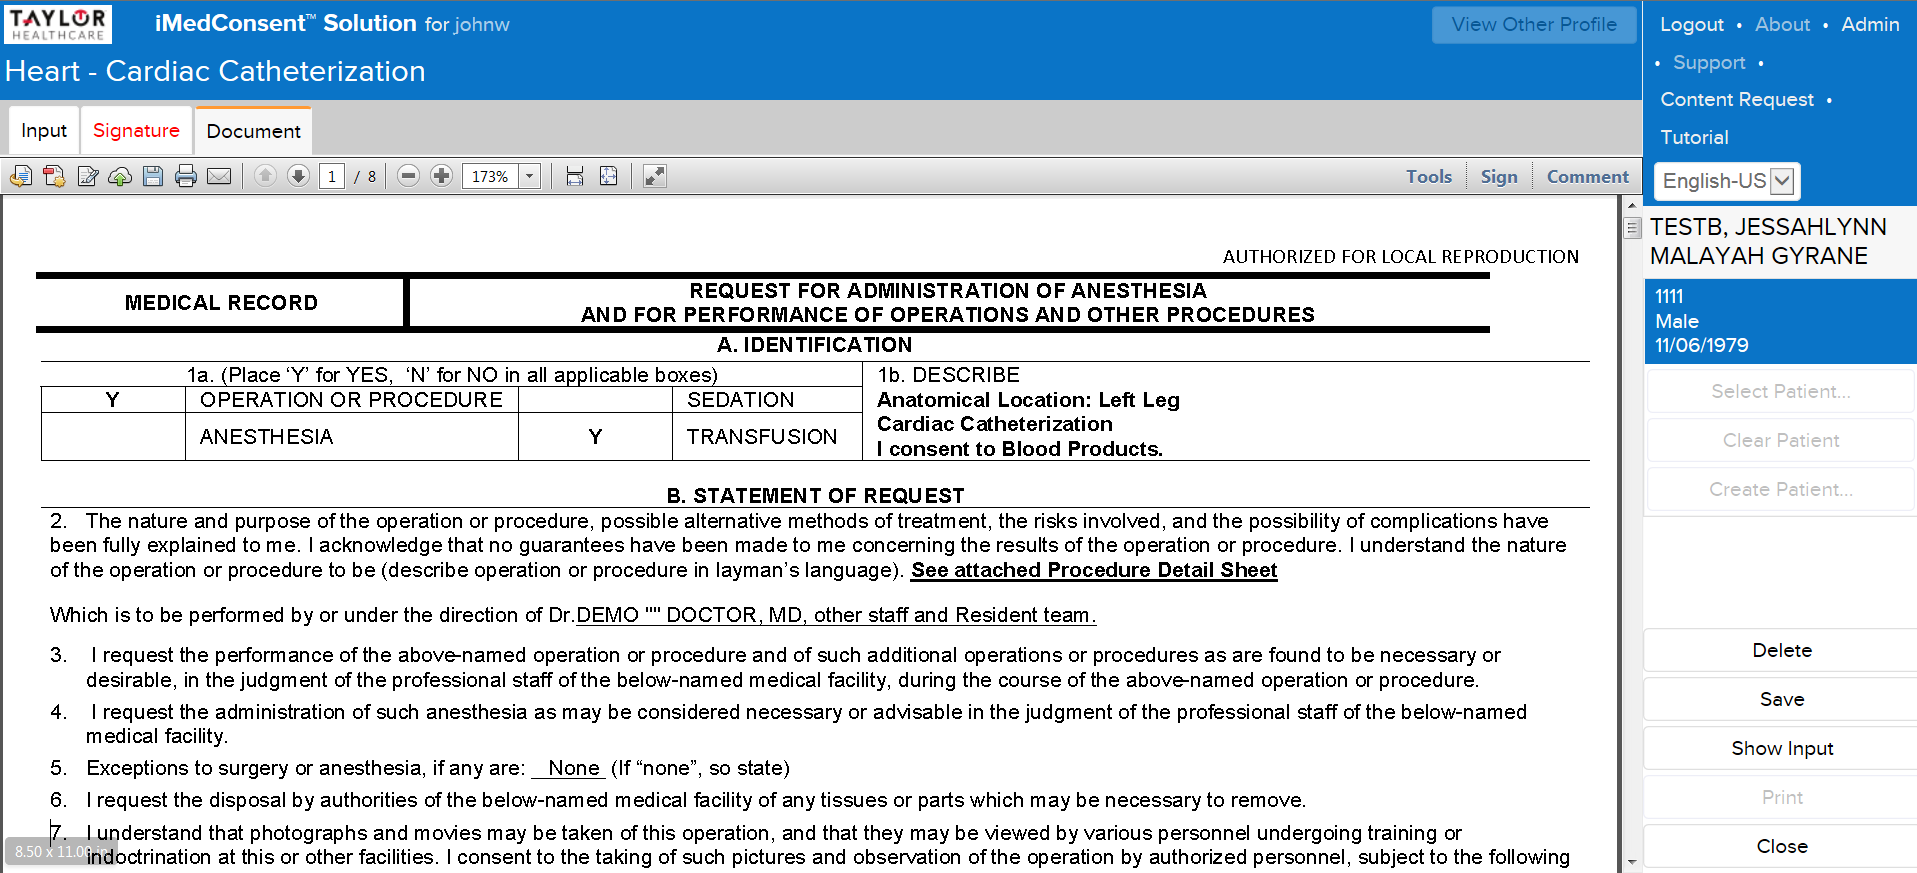 TAYLOR
HEALTHCARE
iMedConsent™ Solution for johnw
View Other Profile
Heart - Cardiac Catheterization
Logout • About • Admin
• Support •
Content Request •
Tutorial
English-US
Input
Signature
Document
1 / 8
173%
Tools
Sign
Comment
TESTB, JESSAHLYNN
MALAYAH GYRANE
1111
Male
11/06/1979
Select Patient...
Clear Patient
Create Patient...
Delete
Save
Show Input
Print
Close
AUTHORIZED FOR LOCAL REPRODUCTION
MEDICAL RECORD
REQUEST FOR ADMINISTRATION OF ANESTHESIA
AND FOR PERFORMANCE OF OPERATIONS AND OTHER PROCEDURES
A. IDENTIFICATION
1a. (Place ‘Y’ for YES, ‘N’ for NO in all applicable boxes)
Y OPERATION OR PROCEDURE SEDATION
ANESTHESIA Y TRANSFUSION
1b. DESCRIBE
Anatomical Location: Left Leg
Cardiac Catheterization
I consent to Blood Products.
B. STATEMENT OF REQUEST
2. The nature and purpose of the operation or procedure, possible alternative methods of treatment, the risks involved, and the possibility of complications have
been fully explained to me. I acknowledge that no guarantees have been made to me concerning the results of the operation or procedure. I understand the nature
of the operation or procedure to be (describe operation or procedure in layman’s language). See attached Procedure Detail Sheet
Which is to be performed by or under the direction of Dr.DEMO "" DOCTOR, MD, other staff and Resident team.
3. I request the performance of the above-named operation or procedure and of such additional operations or procedures as are found to be necessary or
desirable, in the judgment of the professional staff of the below-named medical facility, during the course of the above-named operation or procedure.
4. I request the administration of such anesthesia as may be considered necessary or advisable in the judgment of the professional staff of the below-named
medical facility.
5. Exceptions to surgery or anesthesia, if any are: None (If “none”, so state)
6. I request the disposal by authorities of the below-named medical facility of any tissues or parts which may be necessary to remove.
7. I understand that photographs and movies may be taken of this operation, and that they may be viewed by various personnel undergoing training or
indoctrination at this or other facilities. I consent to the taking of such pictures and observation of the operation by authorized personnel, subject to the following
8.50 x 11.00 in